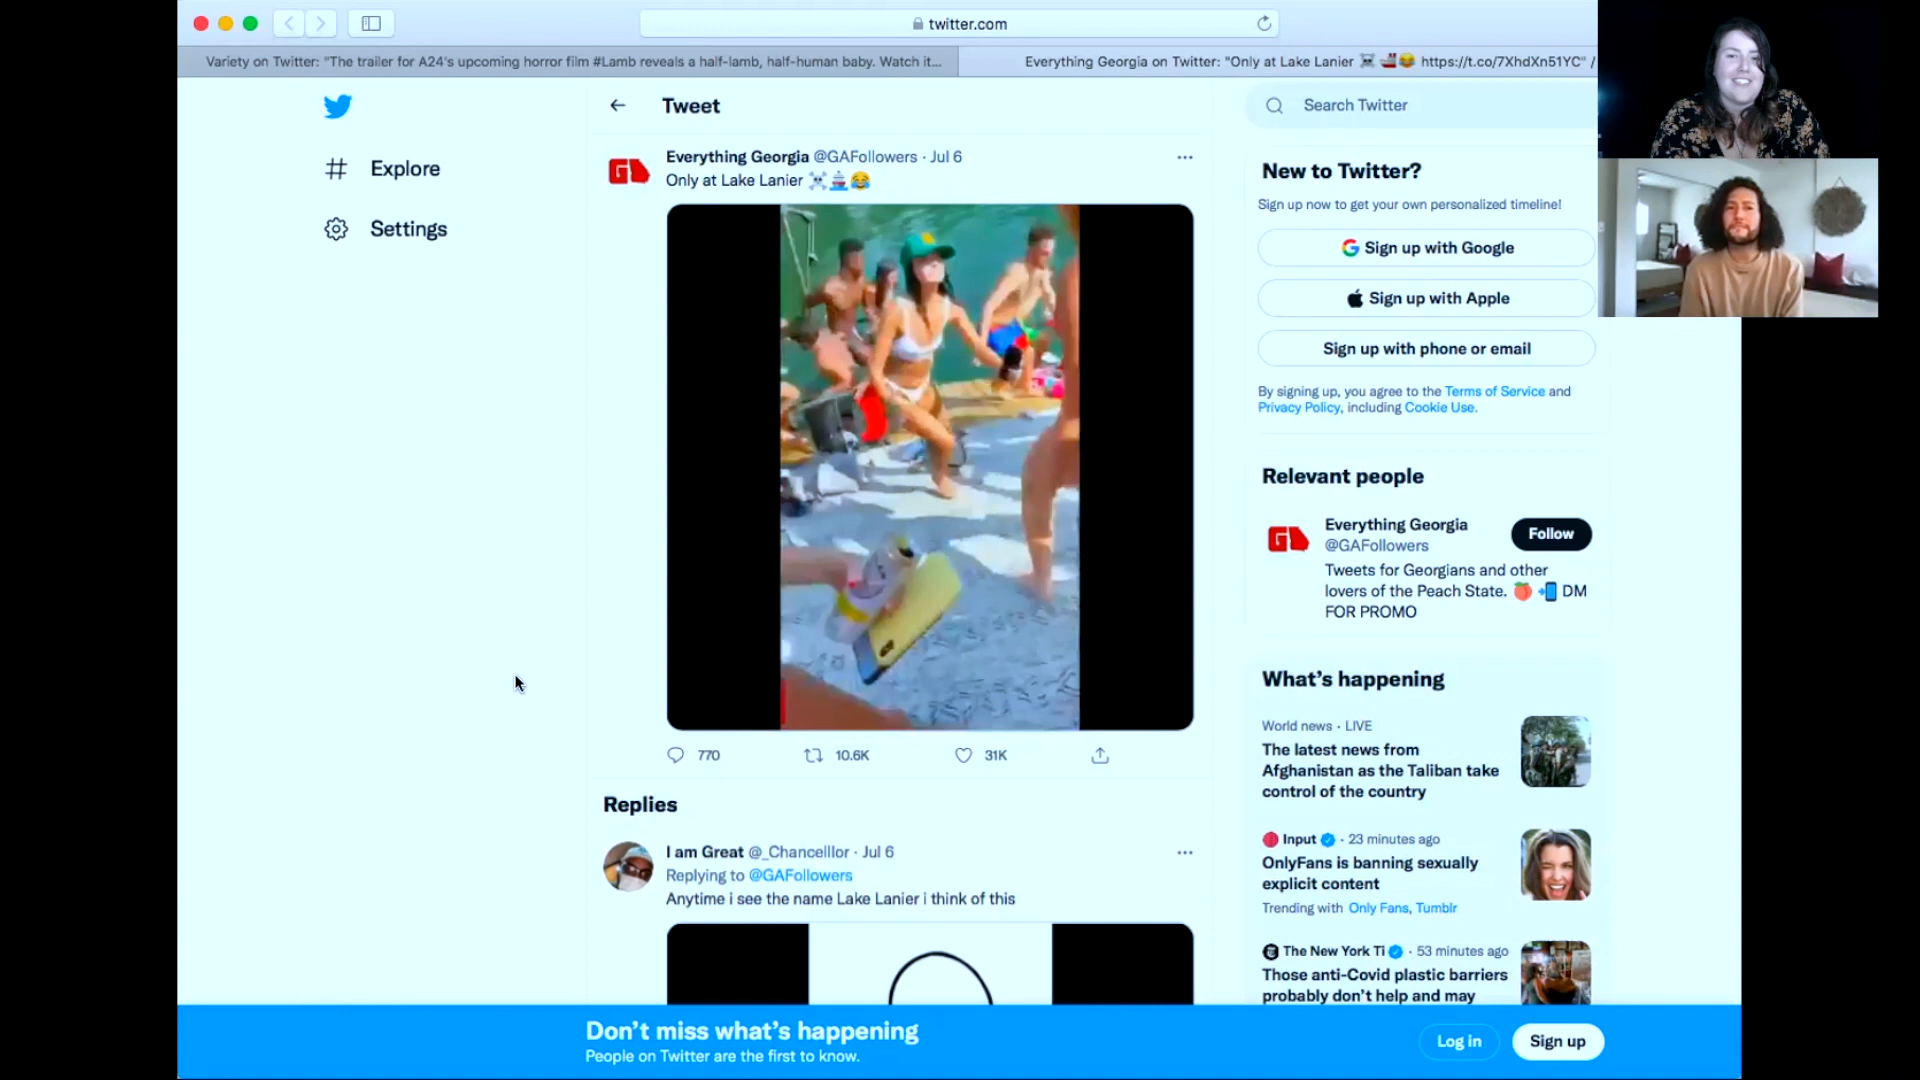 twitter.com
Variety on Twitter: "The trailer for A24's upcoming horror film #Lamb reveals a half-lamb, half-human baby. Watch it...
Everything Georgia on Twitter: "Only at Lake Lanier ☠️🚢😂 https://t.co/7XhdXn51YC" /
Explore
Settings
Tweet
Everything Georgia @GAFollowers · Jul 6
Only at Lake Lanier ☠️🚢😂
770
10.6K
31K
Replies
I am Great @_Chancelllor · Jul 6
Replying to @GAFollowers
Anytime i see the name Lake Lanier i think of this
Search Twitter
New to Twitter?
Sign up now to get your own personalized timeline!
Sign up with Google
Sign up with Apple
Sign up with phone or email
By signing up, you agree to the Terms of Service and
Privacy Policy, including Cookie Use.
Relevant people
Everything Georgia
@GAFollowers
Follow
Tweets for Georgians and other
lovers of the Peach State. 🍑 📲 DM
FOR PROMO
What's happening
World news · LIVE
The latest news from
Afghanistan as the Taliban take
control of the country
Input · 23 minutes ago
OnlyFans is banning sexually
explicit content
Trending with Only Fans, Tumblr
The New York Ti · 53 minutes ago
Those anti-Covid plastic barriers
probably don't help and may
Don't miss what's happening
People on Twitter are the first to know.
Log in
Sign up